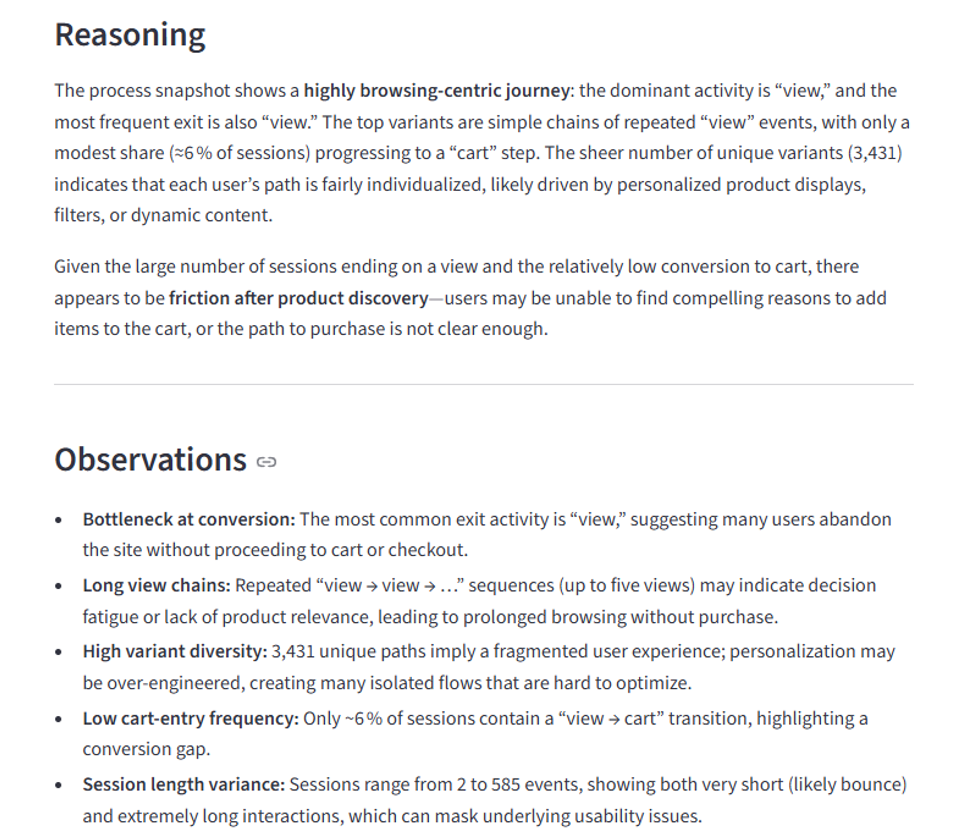 Reasoning
The process snapshot shows a highly browsing-centric journey: the dominant activity is “view,” and the
most frequent exit is also “view.” The top variants are simple chains of repeated “view” events, with only a
modest share (≈6 % of sessions) progressing to a “cart” step. The sheer number of unique variants (3,431)
indicates that each user’s path is fairly individualized, likely driven by personalized product displays,
filters, or dynamic content.
Given the large number of sessions ending on a view and the relatively low conversion to cart, there
appears to be friction after product discovery—users may be unable to find compelling reasons to add
items to the cart, or the path to purchase is not clear enough.
Observations
• Bottleneck at conversion: The most common exit activity is “view,” suggesting many users abandon
the site without proceeding to cart or checkout.
• Long view chains: Repeated “view → view → …” sequences (up to five views) may indicate decision
fatigue or lack of product relevance, leading to prolonged browsing without purchase.
• High variant diversity: 3,431 unique paths imply a fragmented user experience; personalization may
be over-engineered, creating many isolated flows that are hard to optimize.
• Low cart-entry frequency: Only ~6 % of sessions contain a “view → cart” transition, highlighting a
conversion gap.
• Session length variance: Sessions range from 2 to 585 events, showing both very short (likely bounce)
and extremely long interactions, which can mask underlying usability issues.